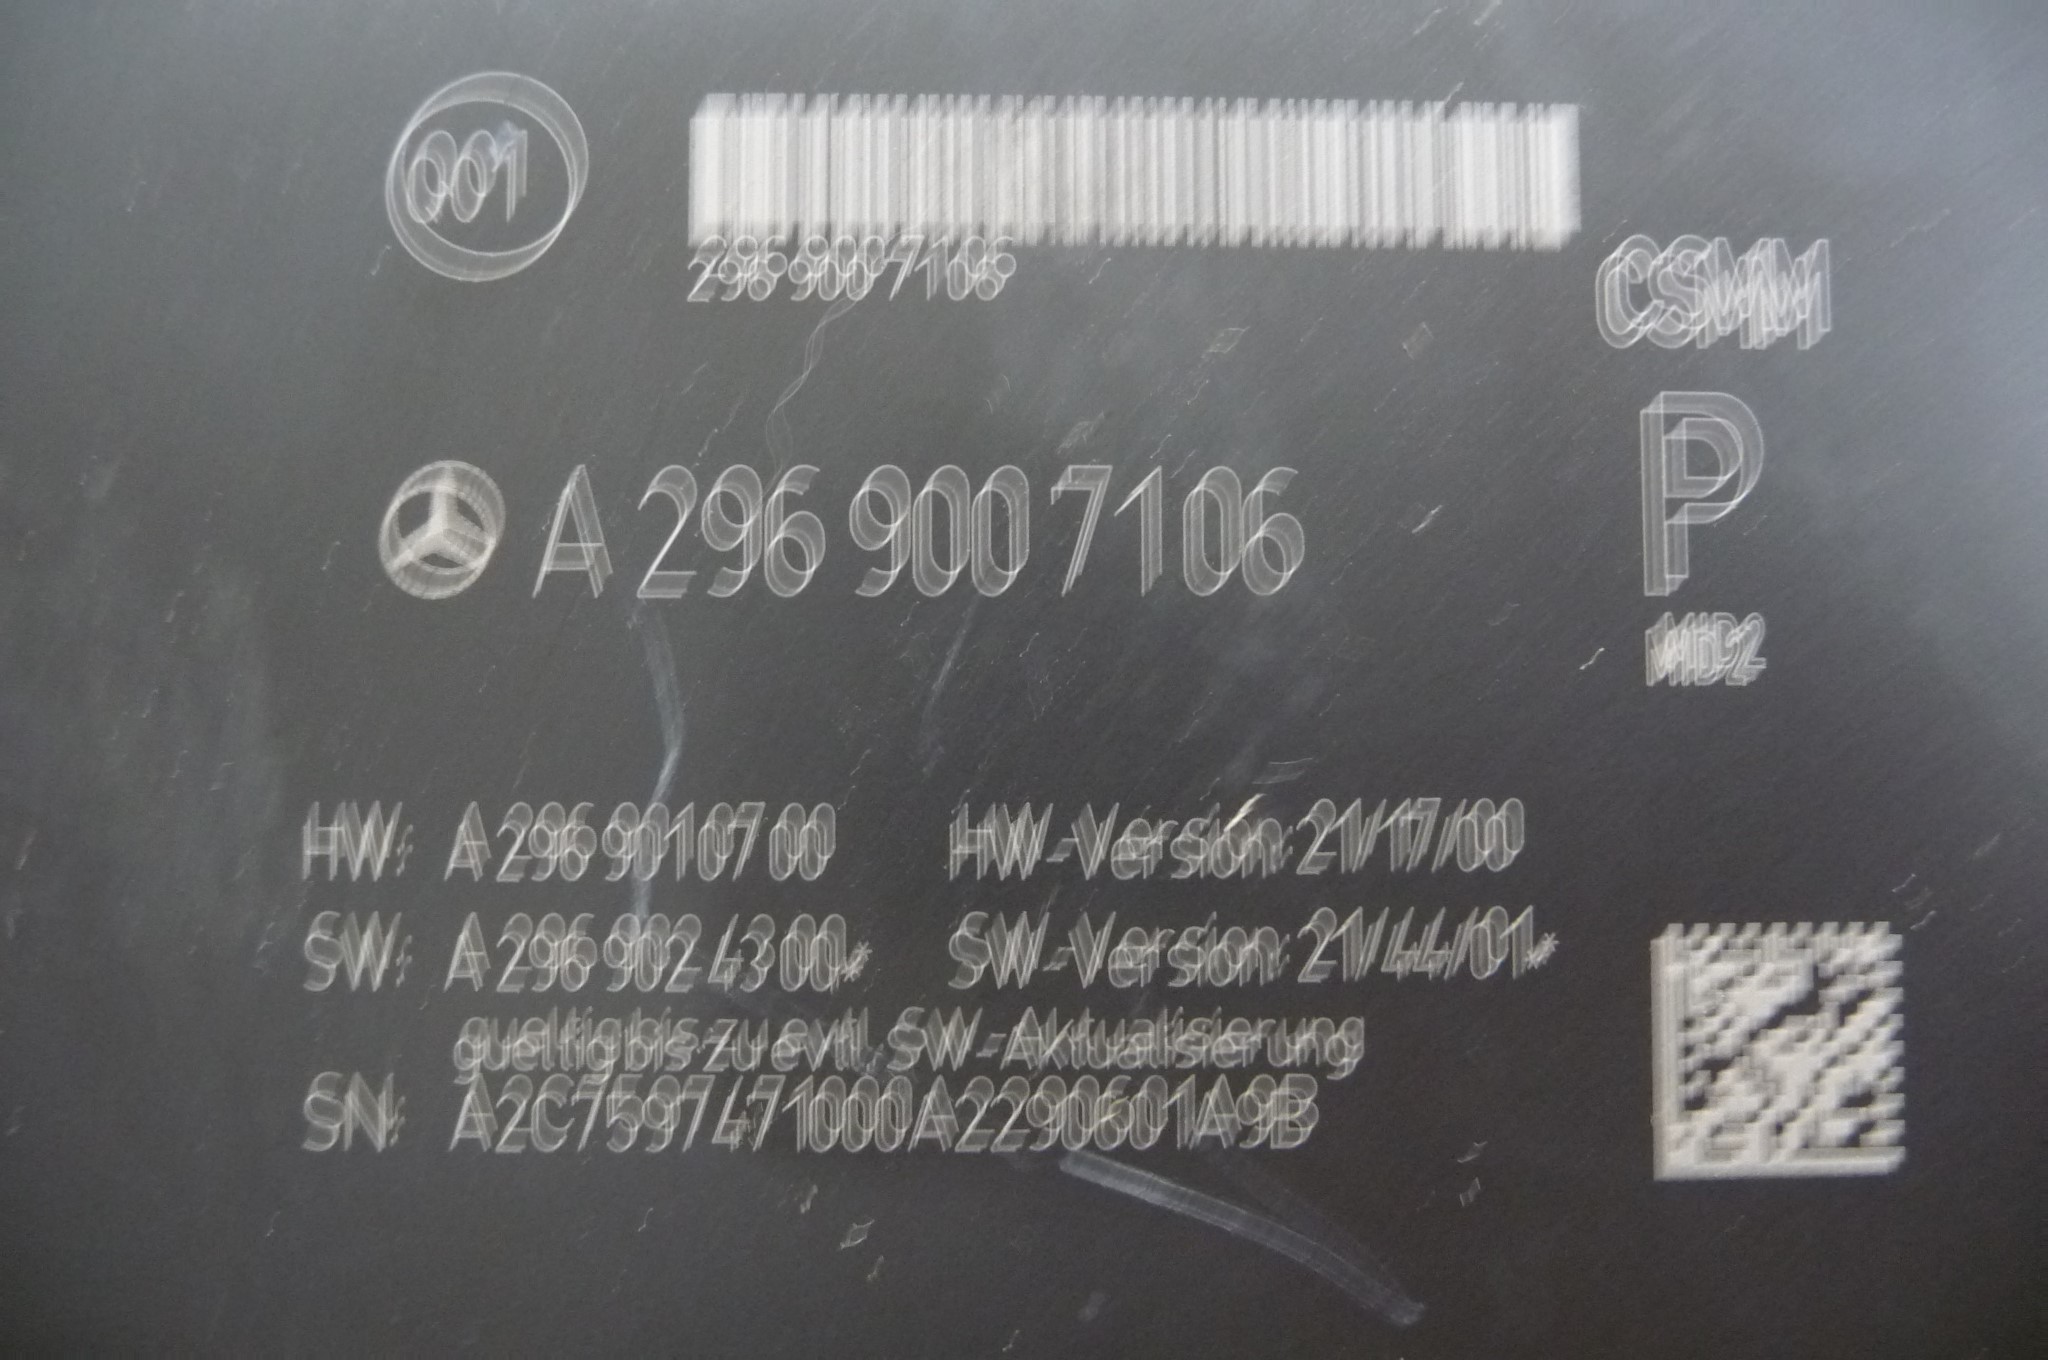 001
296 900 7106
CSMM
A 296 900 7106
P
MID2
HW: A 296 901 07 00 HW-Version: 21/17/00
SW: A 296 902 43 00* SW-Version: 21/44/01*
gueltig bis zu evtl. SW-Aktualisierung
SN: A2C7597471000A2290601A9B